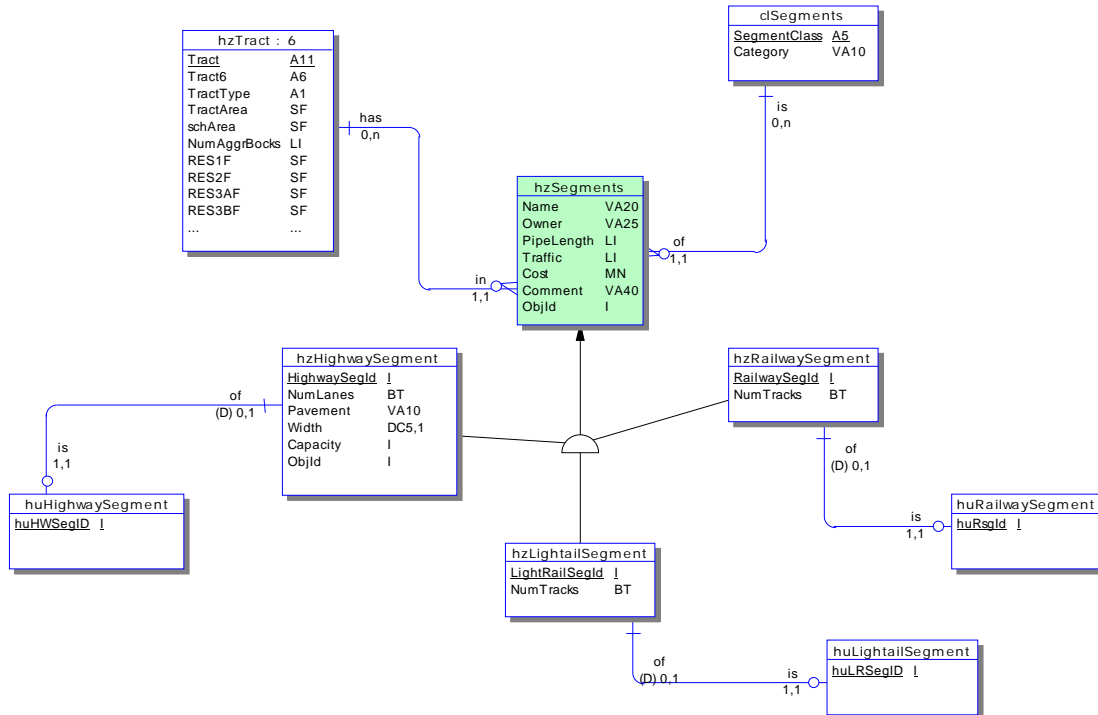 clSegments
SegmentClass A5
Category VA10
hzTract : 6
Tract A11
Tract6 A6
TractType A1
TractArea SF
schArea SF
NumAggrBocks LI
RES1F SF
RES2F SF
RES3AF SF
RES3BF SF
... ...
has
0,n
is
0,n
hzSegments
Name VA20
Owner VA25
PipeLength LI
Traffic LI
Cost MN
Comment VA40
ObjId I
of
1,1
in
1,1
hzHighwaySegment
HighwaySegId I
NumLanes BT
Pavement VA10
Width DC5,1
Capacity I
ObjId I
hzRailwaySegment
RailwaySegId I
NumTracks BT
of
(D) 0,1
is
1,1
of
(D) 0,1
huHighwaySegment
huHWSegID I
huRailwaySegment
huRsgId I
is
1,1
hzLightailSegment
LightRailSegId I
NumTracks BT
of
(D) 0,1
is
1,1
huLightailSegment
huLRSegID I